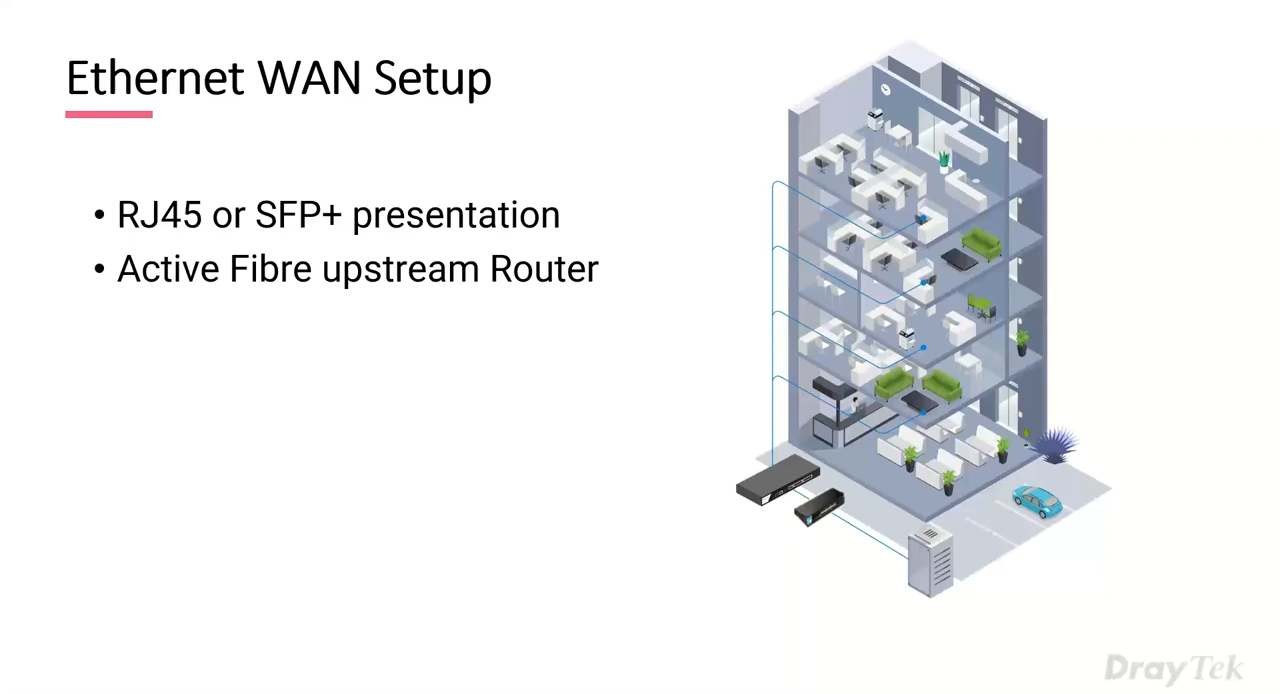 Ethernet WAN Setup
• RJ45 or SFP+ presentation
• Active Fibre upstream Router
DrayTek